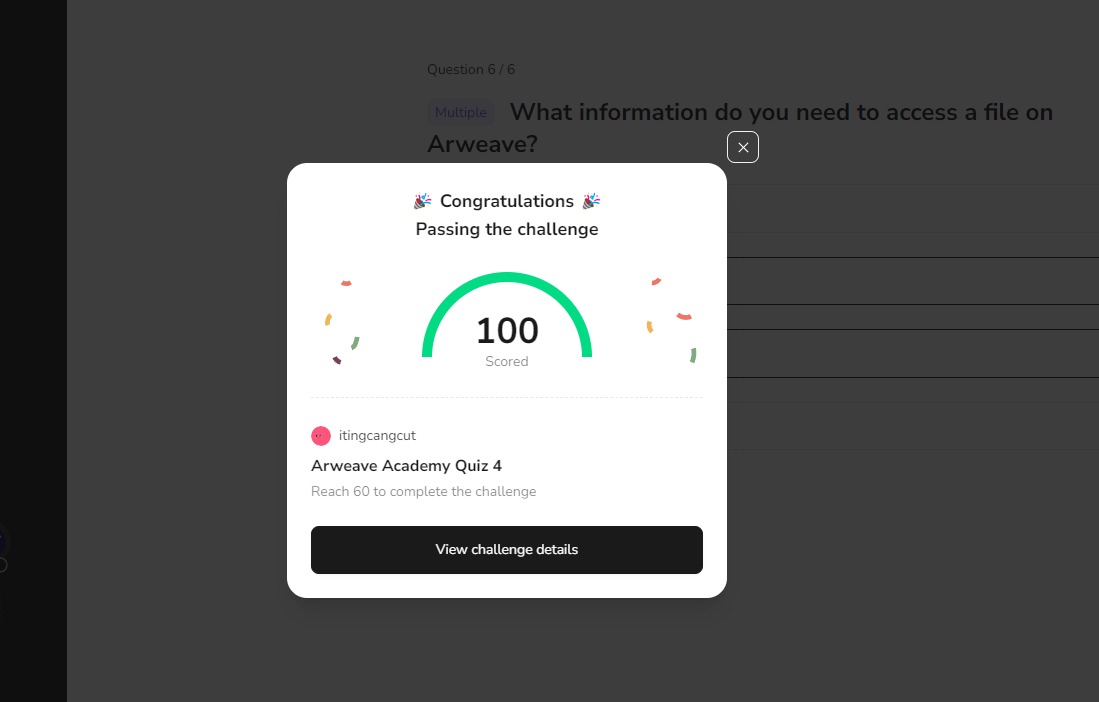 Question 6 / 6
Multiple What information do you need to access a file on
Arweave?
Congratulations
Passing the challenge
100
Scored
itingcangcut
Arweave Academy Quiz 4
Reach 60 to complete the challenge
View challenge details